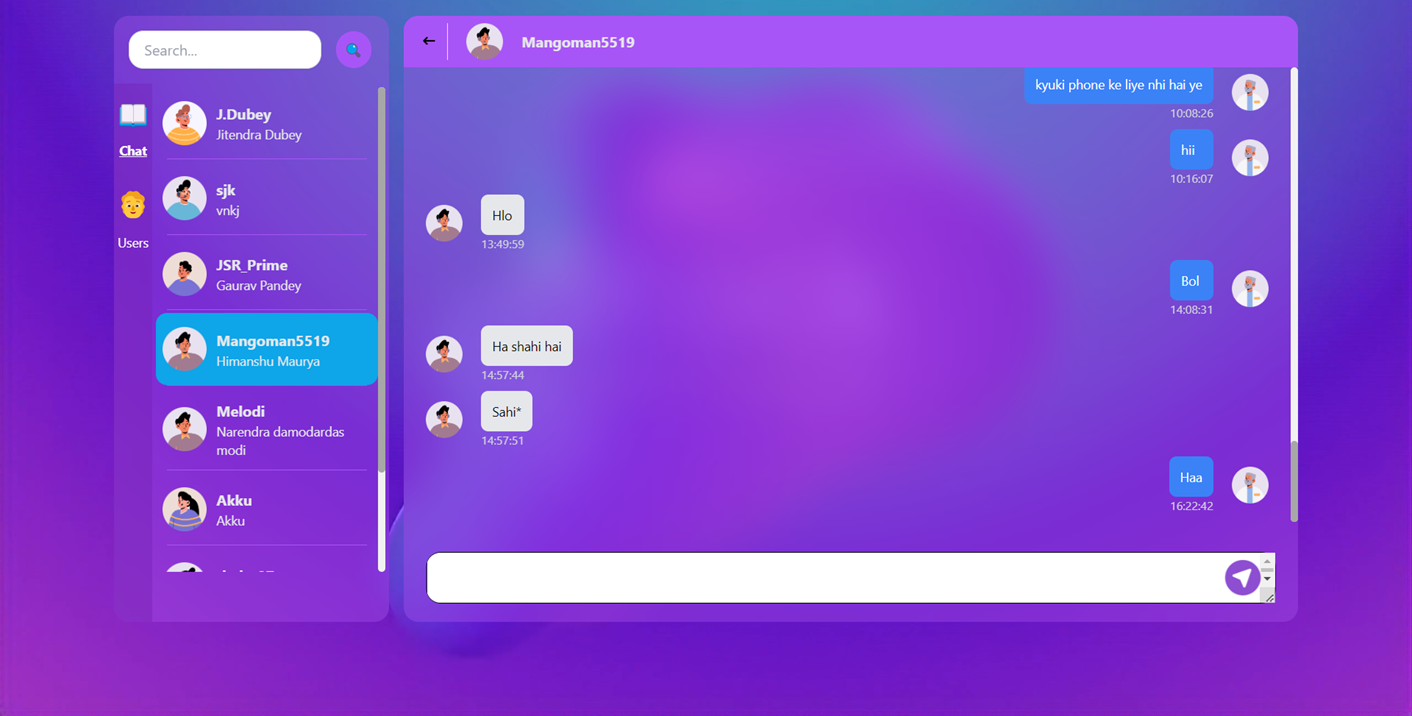 Search...
Chat
Users
J.Dubey
Jitendra Dubey
sjk
vnkj
JSR_Prime
Gaurav Pandey
Mangoman5519
Himanshu Maurya
Melodi
Narendra damodardas
modi
Akku
Akku
Mangoman5519
kyuki phone ke liye nhi hai ye
10:08:26
hii
10:16:07
Hlo
13:49:59
Bol
14:08:31
Ha shahi hai
14:57:44
Sahi*
14:57:51
Haa
16:22:42